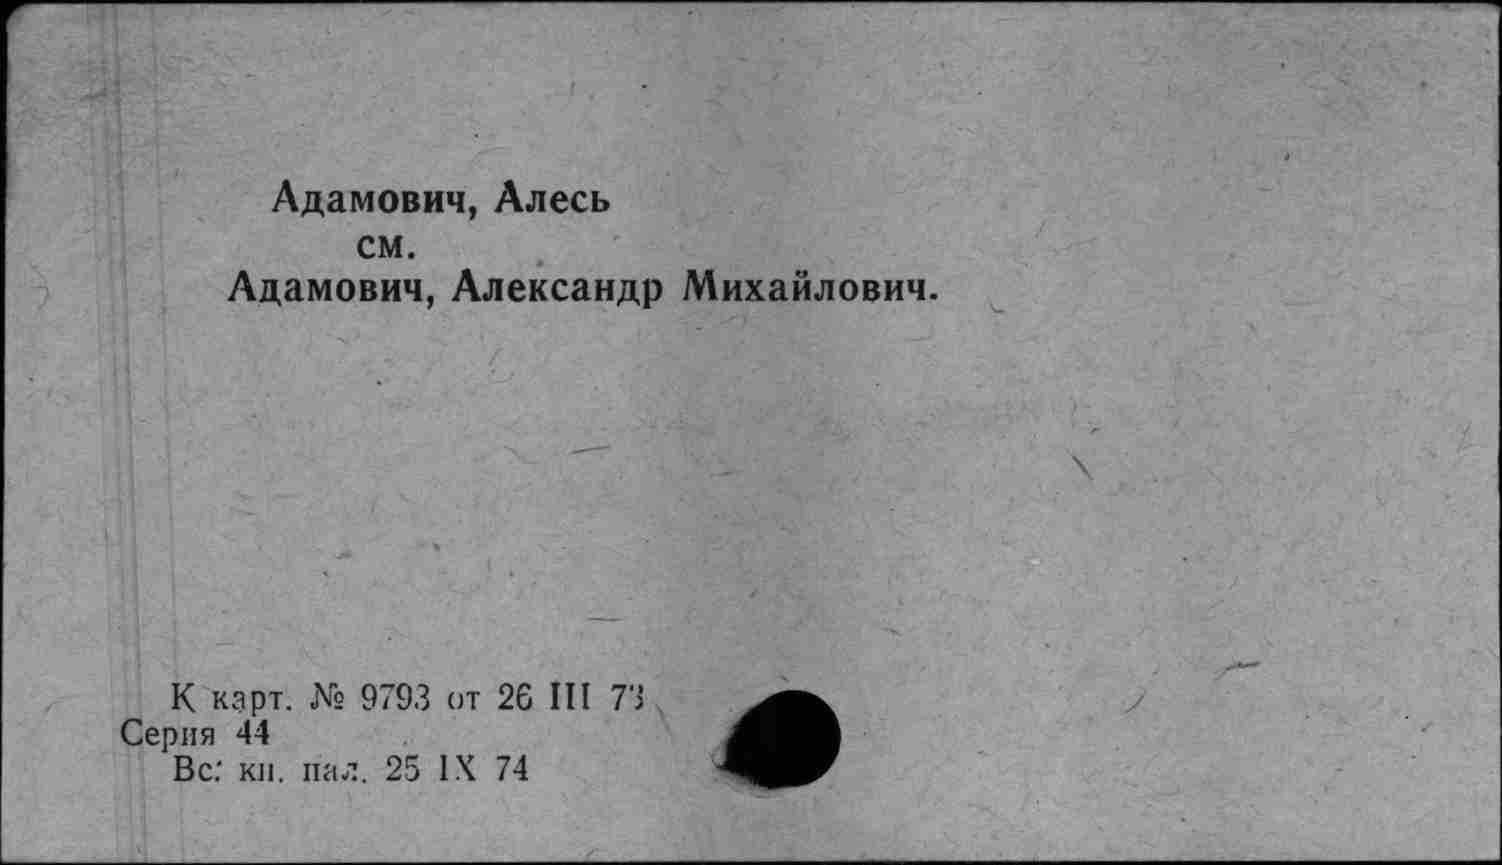 Адамович, Алесь
см.
Адамович, Александр Михайлович.
К карт. № 9793 от 26 III 73
Серия 44
Вс. кн. пал. 25 IX 74